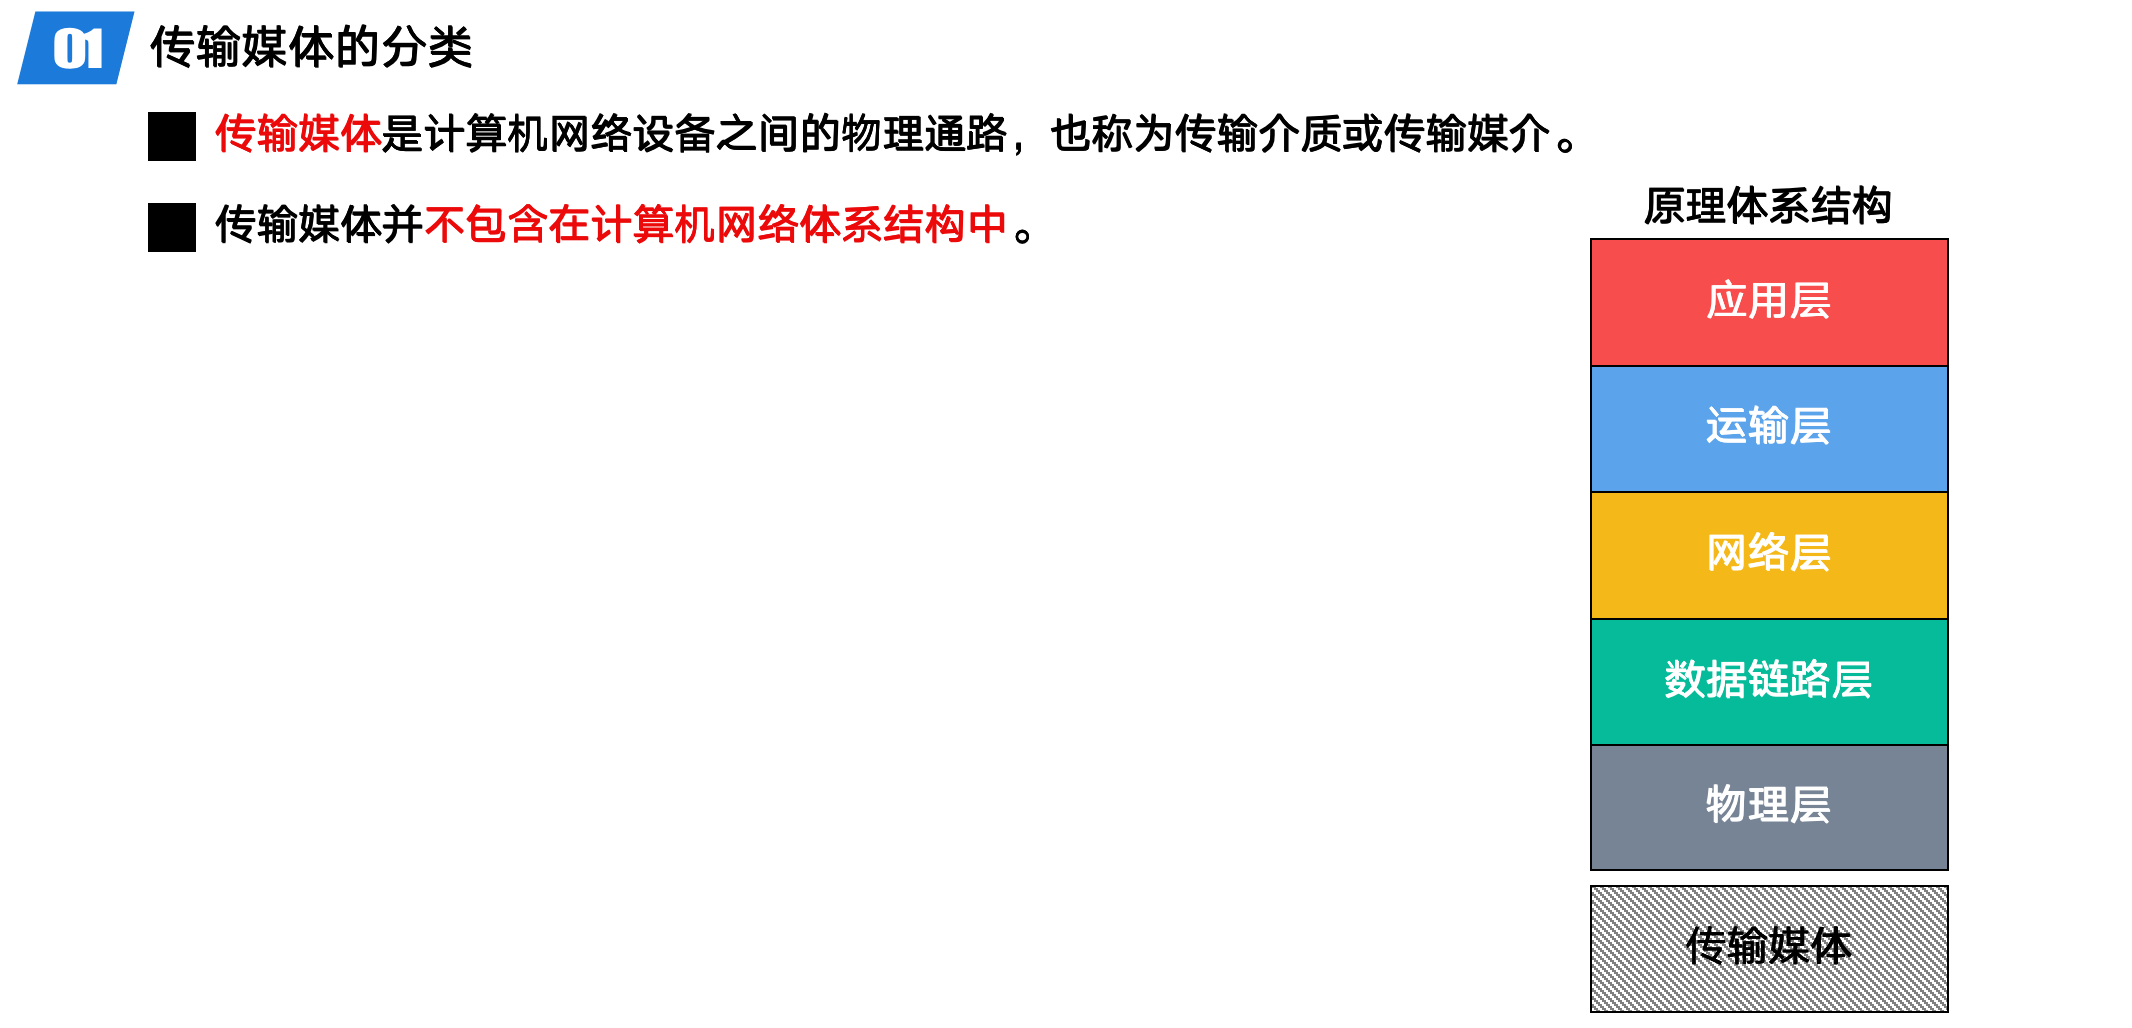 01 传输媒体的分类
传输媒体是计算机网络设备之间的物理通路，也称为传输介质或传输媒介。
传输媒体并不包含在计算机网络体系结构中。
原理体系结构
应用层
运输层
网络层
数据链路层
物理层
传输媒体